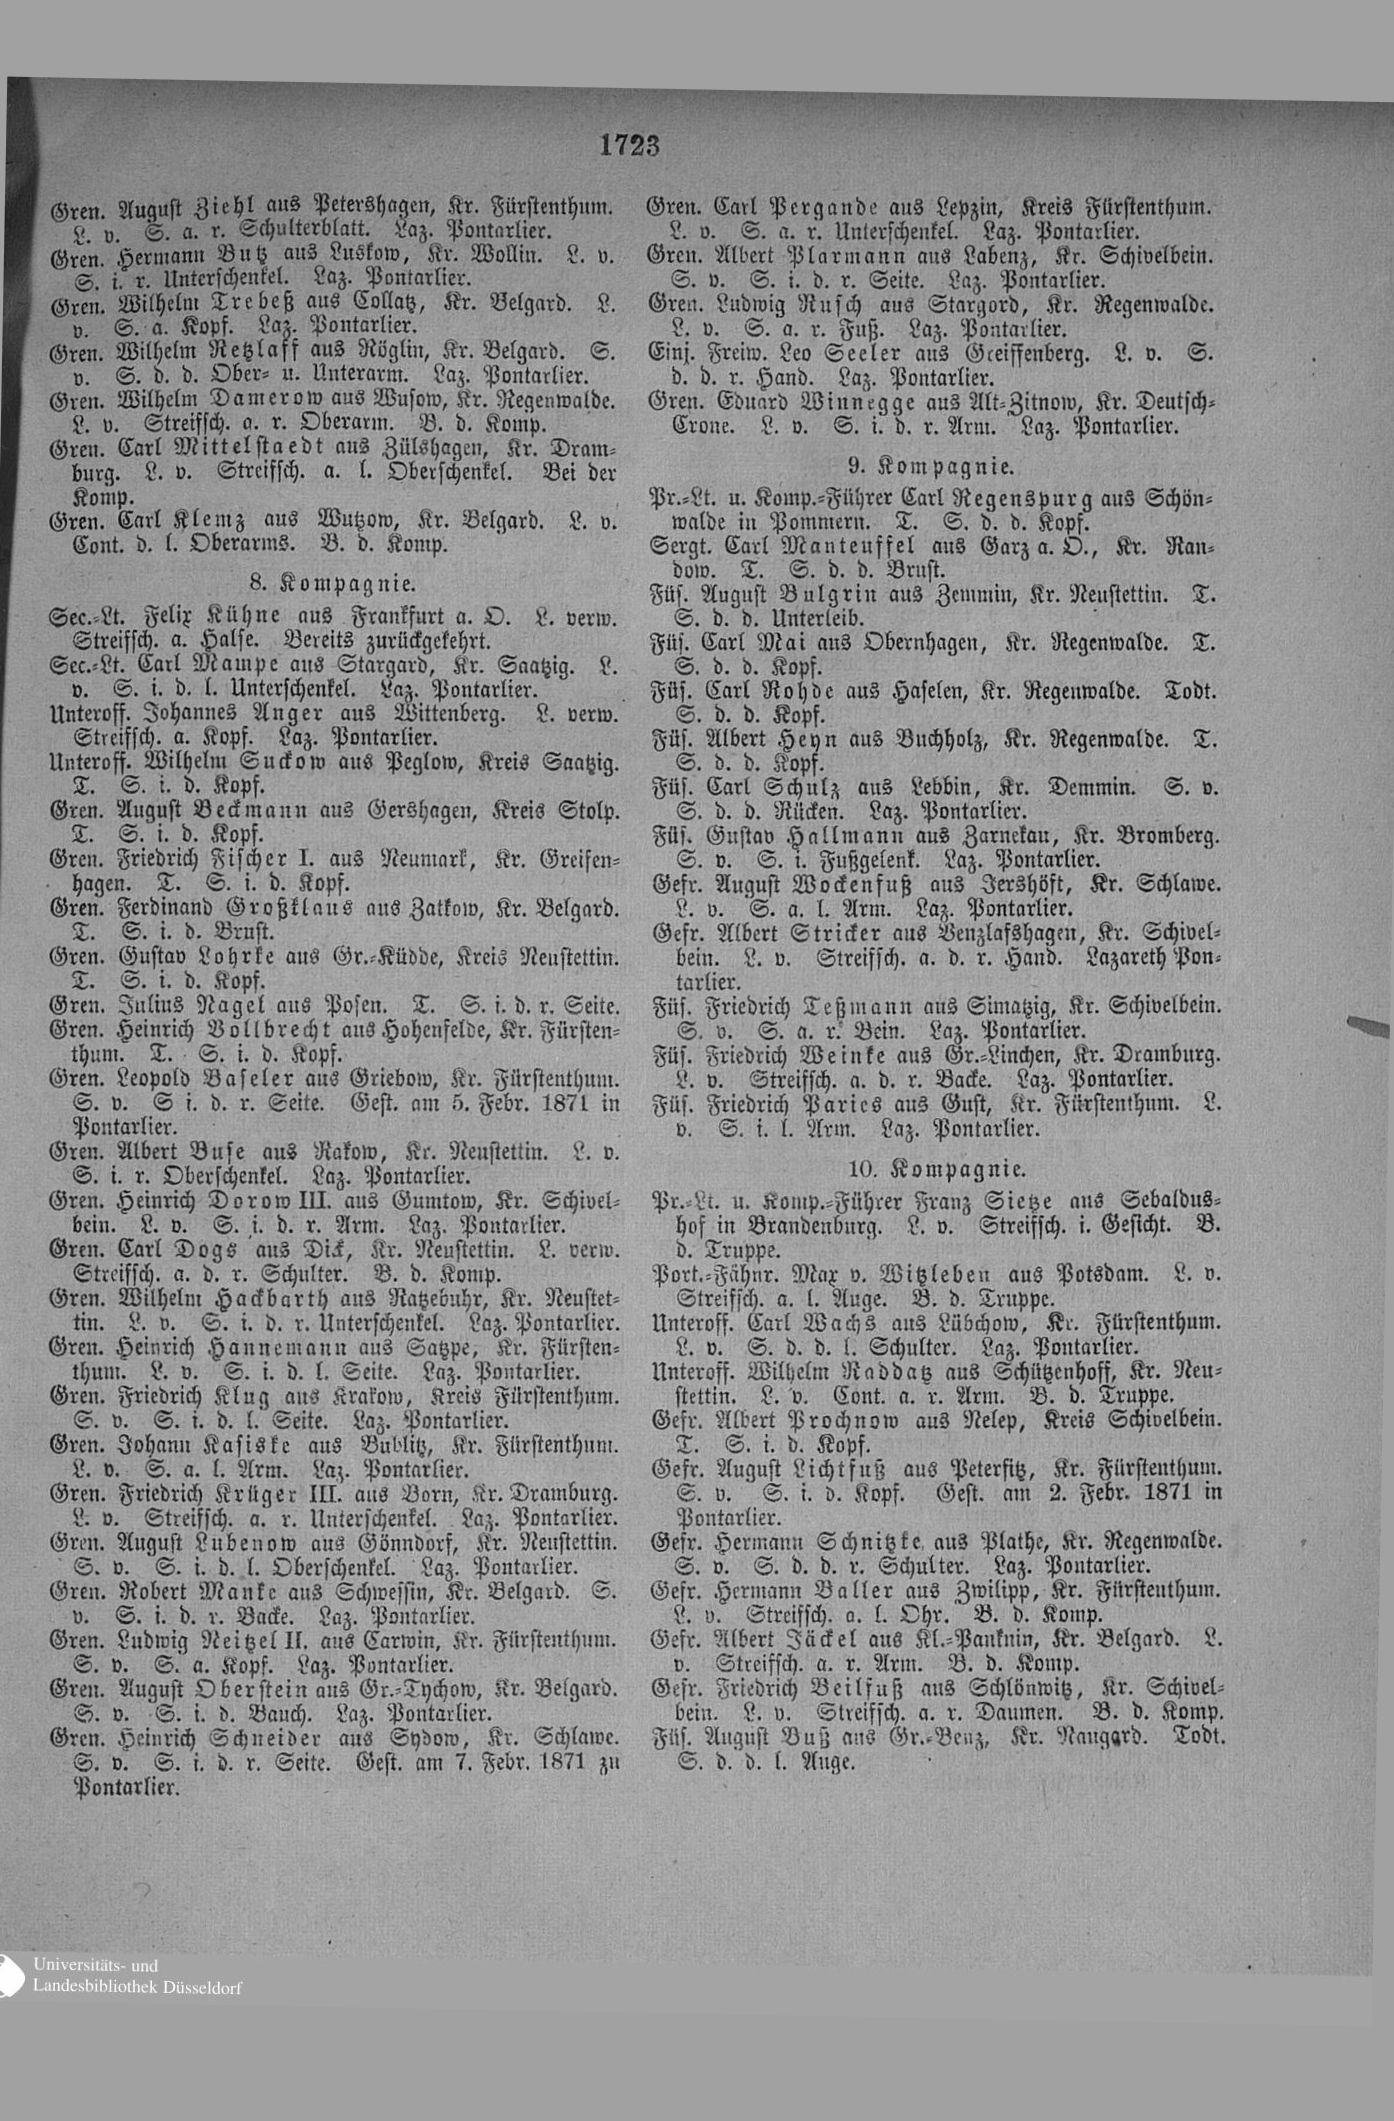 1723
Gren. August Ziehl aus Petershagen, Kr. Fürstenthum.
L. v. S. a. r. Schulterblatt. Laz. Pontarlier.
Gren. Hermann Butz aus Luskow, Kr. Wollin. L. v.
S. i. r. Unterschenkel. Laz. Pontarlier.
Gren. Wilhelm Trebeß aus Collatz, Kr. Belgard. L.
v. S. a. Kopf. Laz. Pontarlier.
Gren. Wilhelm Retzlaff aus Röglin, Kr. Belgard. S.
v. S. d. d. Ober- u. Unterarm. Laz. Pontarlier.
Gren. Wilhelm Damerow aus Wusow, Kr. Regenwalde.
L. v. Streifsch. a. r. Oberarm. B. d. Komp.
Gren. Carl Mittelstaedt aus Zülshagen, Kr. Dram-
burg. L. v. Streifsch. a. l. Oberschenkel. Bei der
Komp.
Gren. Carl Klemz aus Wutzow, Kr. Belgard. L. v.
Cont. d. l. Oberarms. B. d. Komp.
8. Kompagnie.
Sec.-Lt. Felix Kühne aus Frankfurt a. O. L. verw.
Streifsch. a. Halse. Bereits zurückgekehrt.
Sec.-Lt. Carl Mampe aus Stargard, Kr. Saatzig. L.
v. S. i. d. l. Unterschenkel. Laz. Pontarlier.
Unteroff. Johannes Anger aus Wittenberg. L. verw.
Streifsch. a. Kopf. Laz. Pontarlier.
Unteroff. Wilhelm Suckow aus Peglow, Kreis Saatzig.
T. S. i. d. Kopf.
Gren. August Beckmann aus Gershagen, Kreis Stolp.
T. S. i. d. Kopf.
Gren. Friedrich Fischer I. aus Neumark, Kr. Greifen-
hagen. T. S. i. d. Kopf.
Gren. Ferdinand Großklaus aus Zatkow, Kr. Belgard.
T. S. i. d. Brust.
Gren. Gustav Lohrke aus Gr.-Küdde, Kreis Neustettin.
T. S. i. d. Kopf.
Gren. Julius Nagel aus Posen. T. S. i. d. r. Seite.
Gren. Heinrich Vollbrecht aus Hohenfelde, Kr. Fürsten-
thum. T. S. i. d. Kopf.
Gren. Leopold Baseler aus Griebow, Kr. Fürstenthum.
S. v. S i. d. r. Seite. Gest. am 5. Febr. 1871 in
Pontarlier.
Gren. Albert Buse aus Rakow, Kr. Neustettin. L. v.
S. i. r. Oberschenkel. Laz. Pontarlier.
Gren. Heinrich Dorow III. aus Gumtow, Kr. Schivel-
bein. L. v. S. i. d. r. Arm. Laz. Pontarlier.
Gren. Carl Dogs aus Dick, Kr. Neustettin. L. verw.
Streifsch. a. d. r. Schulter. B. d. Komp.
Gren. Wilhelm Hackbarth aus Ratzebuhr, Kr. Neustet-
tin. L. v. S. i. d. r. Unterschenkel. Laz. Pontarlier.
Gren. Heinrich Hannemann aus Satzpe, Kr. Fürsten-
thum. L. v. S. i. d. l. Seite. Laz. Pontarlier.
Gren. Friedrich Klug aus Krakow, Kreis Fürstenthum.
S. v. S. i. d. l. Seite. Laz. Pontarlier.
Gren. Johann Kasiske aus Bublitz, Kr. Fürstenthum.
L. v. S. a. l. Arm. Laz. Pontarlier.
Gren. Friedrich Krüger III. aus Born, Kr. Dramburg.
L. v. Streifsch. a. r. Unterschenkel. Laz. Pontarlier.
Gren. August Lubenow aus Gönndorf, Kr. Neustettin.
S. v. S. i. d. l. Oberschenkel. Laz. Pontarlier.
Gren. Robert Manke aus Schwessin, Kr. Belgard. S.
v. S. i. d. r. Backe. Laz. Pontarlier.
Gren. Ludwig Neitzel II. aus Carwin, Kr. Fürstenthum.
S. v. S. a. Kopf. Laz. Pontarlier.
Gren. August Oberstein aus Gr.-Tychow, Kr. Belgard.
S. v. S. i. d. Bauch. Laz. Pontarlier.
Gren. Heinrich Schneider aus Sydow, Kr. Schlawe.
S. v. S. i. d. r. Seite. Gest. am 7. Febr. 1871 zu
Pontarlier.
Gren. Carl Pergande aus Lepzin, Kreis Fürstenthum.
L. v. S. a. r. Unterschenkel. Laz. Pontarlier.
Gren. Albert Plarmann aus Labenz, Kr. Schivelbein.
S. v. S. i. d. r. Seite. Laz. Pontarlier.
Gren. Ludwig Rusch aus Stargord, Kr. Regenwalde.
L. v. S. a. r. Fuß. Laz. Pontarlier.
Einj. Freiw. Leo Seeler aus Greiffenberg. L. v. S.
d. d. r. Hand. Laz. Pontarlier.
Gren. Eduard Winnegge aus Alt-Zitnow, Kr. Deutsch-
Crone. L. v. S. i. d. r. Arm. Laz. Pontarlier.
9. Kompagnie.
Pr.-Lt. u. Komp.-Führer Carl Regenspurg aus Schön-
walde in Pommern. T. S. d. d. Kopf.
Sergt. Carl Manteuffel aus Garz a. O., Kr. Ran-
dow. T. S. d. d. Brust.
Füs. August Bulgrin aus Zemmin, Kr. Neustettin. T.
S. d. d. Unterleib.
Füs. Carl Mai aus Obernhagen, Kr. Regenwalde. T.
S. d. d. Kopf.
Füs. Carl Rohde aus Haselen, Kr. Regenwalde. Todt.
S. d. d. Kopf.
Füs. Albert Heyn aus Buchholz, Kr. Regenwalde. T.
S. d. d. Kopf.
Füs. Carl Schulz aus Lebbin, Kr. Demmin. S. v.
S. d. d. Rücken. Laz. Pontarlier.
Füs. Gustav Hallmann aus Zarnekau, Kr. Bromberg.
S. v. S. i. Fußgelenk. Laz. Pontarlier.
Gefr. August Wockenfuß aus Jershöft, Kr. Schlawe.
L. v. S. a. l. Arm. Laz. Pontarlier.
Gefr. Albert Stricker aus Venzlafshagen, Kr. Schivel-
bein. L. v. Streifsch. a. d. r. Hand. Lazareth Pon-
tarlier.
Füs. Friedrich Teßmann aus Simatzig, Kr. Schivelbein.
S. v. S. a. r. Bein. Laz. Pontarlier.
Füs. Friedrich Weinke aus Gr.-Linchen, Kr. Dramburg.
L. v. Streifsch. a. d. r. Backe. Laz. Pontarlier.
Füs. Friedrich Paries aus Gust, Kr. Fürstenthum. L.
v. S. i. l. Arm. Laz. Pontarlier.
10. Kompagnie.
Pr.-Lt. u. Komp.-Führer Franz Sietze aus Sebaldus-
hof in Brandenburg. L. v. Streifsch. i. Gesicht. B.
d. Truppe.
Port.-Fähnr. Max v. Witzleben aus Potsdam. L. v.
Streifsch. a. l. Auge. B. d. Truppe.
Unteroff. Carl Wachs aus Lübchow, Kr. Fürstenthum.
L. v. S. d. d. l. Schulter. Laz. Pontarlier.
Unteroff. Wilhelm Raddatz aus Schützenhoff, Kr. Neu-
stettin. L. v. Cont. a. r. Arm. B. d. Truppe.
Gefr. Albert Prochnow aus Nelep, Kreis Schivelbein.
T. S. i. d. Kopf.
Gefr. August Lichtfuß aus Peterfitz, Kr. Fürstenthum.
S. v. S. i. d. Kopf. Gest. am 2. Febr. 1871 in
Pontarlier.
Gefr. Hermann Schnitzke aus Plathe, Kr. Regenwalde.
S. v. S. d. d. r. Schulter. Laz. Pontarlier.
Gefr. Hermann Baller aus Zwilipp, Kr. Fürstenthum.
L. v. Streifsch. a. l. Ohr. B. d. Komp.
Gefr. Albert Jäckel aus Kl.-Panknin, Kr. Belgard. L.
v. Streifsch. a. r. Arm. B. d. Komp.
Gefr. Friedrich Beilfuß aus Schlönwitz, Kr. Schivel-
bein. L. v. Streifsch. a. r. Daumen. B. d. Komp.
Füs. August Buß aus Gr.-Benz, Kr. Naugard. Todt.
S. d. d. l. Auge.
Universitäts- und
Landesbibliothek Düsseldorf